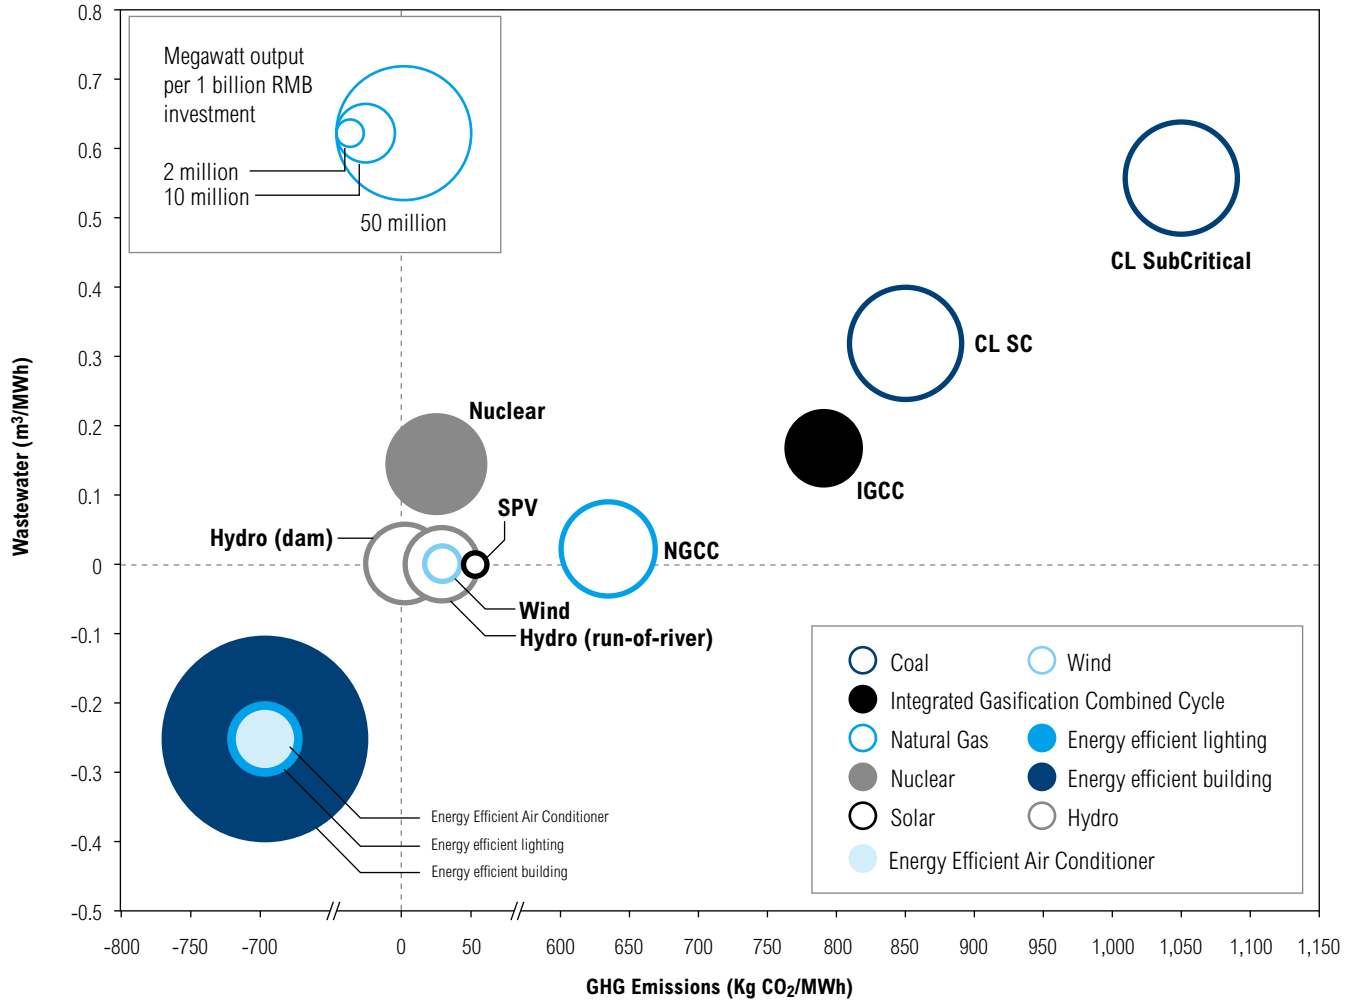 0.8
0.7
0.6
0.5
0.4
0.3
0.2
0.1
0
-0.1
-0.2
-0.3
-0.4
-0.5
Wastewater (m³/MWh)
Megawatt output
per 1 billion RMB
investment
2 million
10 million
50 million
CL SubCritical
CL SC
IGCC
Nuclear
SPV
Hydro (dam)
NGCC
Wind
Hydro (run-of-river)
Energy Efficient Air Conditioner
Energy efficient lighting
Energy efficient building
Coal
Wind
Integrated Gasification Combined Cycle
Natural Gas
Energy efficient lighting
Nuclear
Energy efficient building
Solar
Hydro
Energy Efficient Air Conditioner
-800 -750 -700 0 50 600 650 700 750 800 850 900 950 1,000 1,050 1,100 1,150
GHG Emissions (Kg CO₂/MWh)